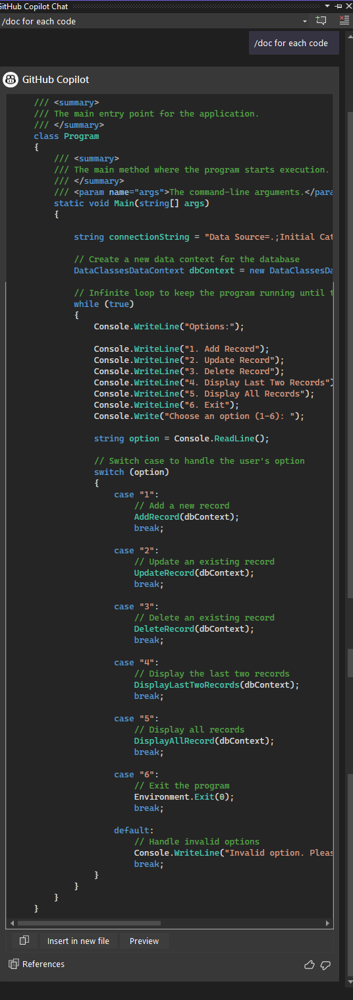 GitHub Copilot Chat
/doc for each code
/doc for each code
GitHub Copilot
/// <summary>
/// The main entry point for the application.
/// </summary>
class Program
{
/// <summary>
/// The main method where the program starts execution.
/// </summary>
/// <param name="args">The command-line arguments.</para
static void Main(string[] args)
{
string connectionString = "Data Source=.;Initial Cat
// Create a new data context for the database
DataClassesDataContext dbContext = new DataClassesDa
// Infinite loop to keep the program running until t
while (true)
{
Console.WriteLine("Options:");
Console.WriteLine("1. Add Record");
Console.WriteLine("2. Update Record");
Console.WriteLine("3. Delete Record");
Console.WriteLine("4. Display Last Two Records")
Console.WriteLine("5. Display All Records");
Console.WriteLine("6. Exit");
Console.Write("Choose an option (1-6): ");
string option = Console.ReadLine();
// Switch case to handle the user's option
switch (option)
{
case "1":
// Add a new record
AddRecord(dbContext);
break;
case "2":
// Update an existing record
UpdateRecord(dbContext);
break;
case "3":
// Delete an existing record
DeleteRecord(dbContext);
break;
case "4":
// Display the last two records
DisplayLastTwoRecords(dbContext);
break;
case "5":
// Display all records
DisplayAllRecord(dbContext);
break;
case "6":
// Exit the program
Environment.Exit(0);
break;
default:
// Handle invalid options
Console.WriteLine("Invalid option. Pleas
break;
}
}
}
}
Insert in new file Preview
References